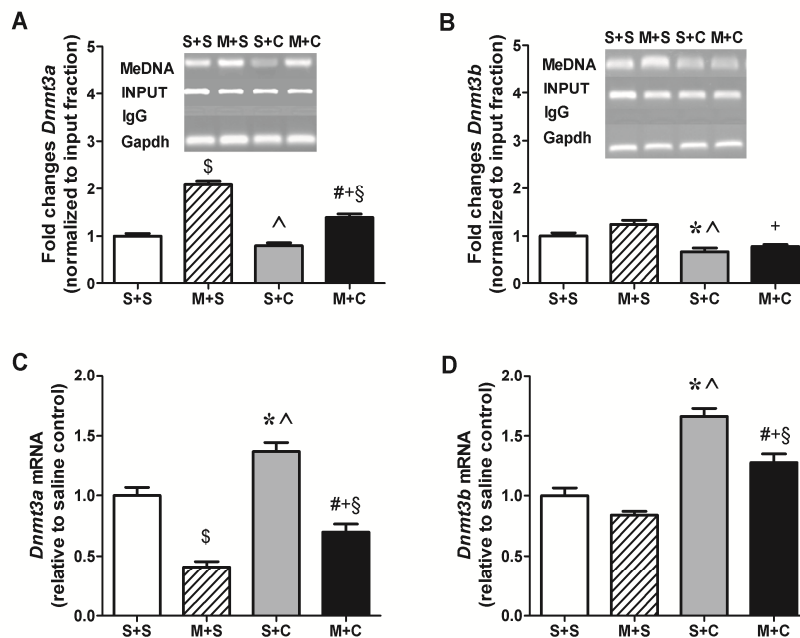 A
Fold changes Dnmt3a
(normalized to input fraction)
5
4
3
2
1
0
S+S M+S S+C M+C
MeDNA
INPUT
IgG
Gapdh
$
^
#+§
S+S M+S S+C M+C
B
Fold changes Dnmt3b
(normalized to input fraction)
5
4
3
2
1
0
S+S M+S S+C M+C
MeDNA
INPUT
IgG
Gapdh
* ^
+
S+S M+S S+C M+C
C
Dnmt3a mRNA
(relative to saline control)
2.0
1.5
1.0
0.5
0.0
$
* ^
#+§
S+S M+S S+C M+C
D
Dnmt3b mRNA
(relative to saline control)
2.0
1.5
1.0
0.5
0.0
* ^
#+§
S+S M+S S+C M+C